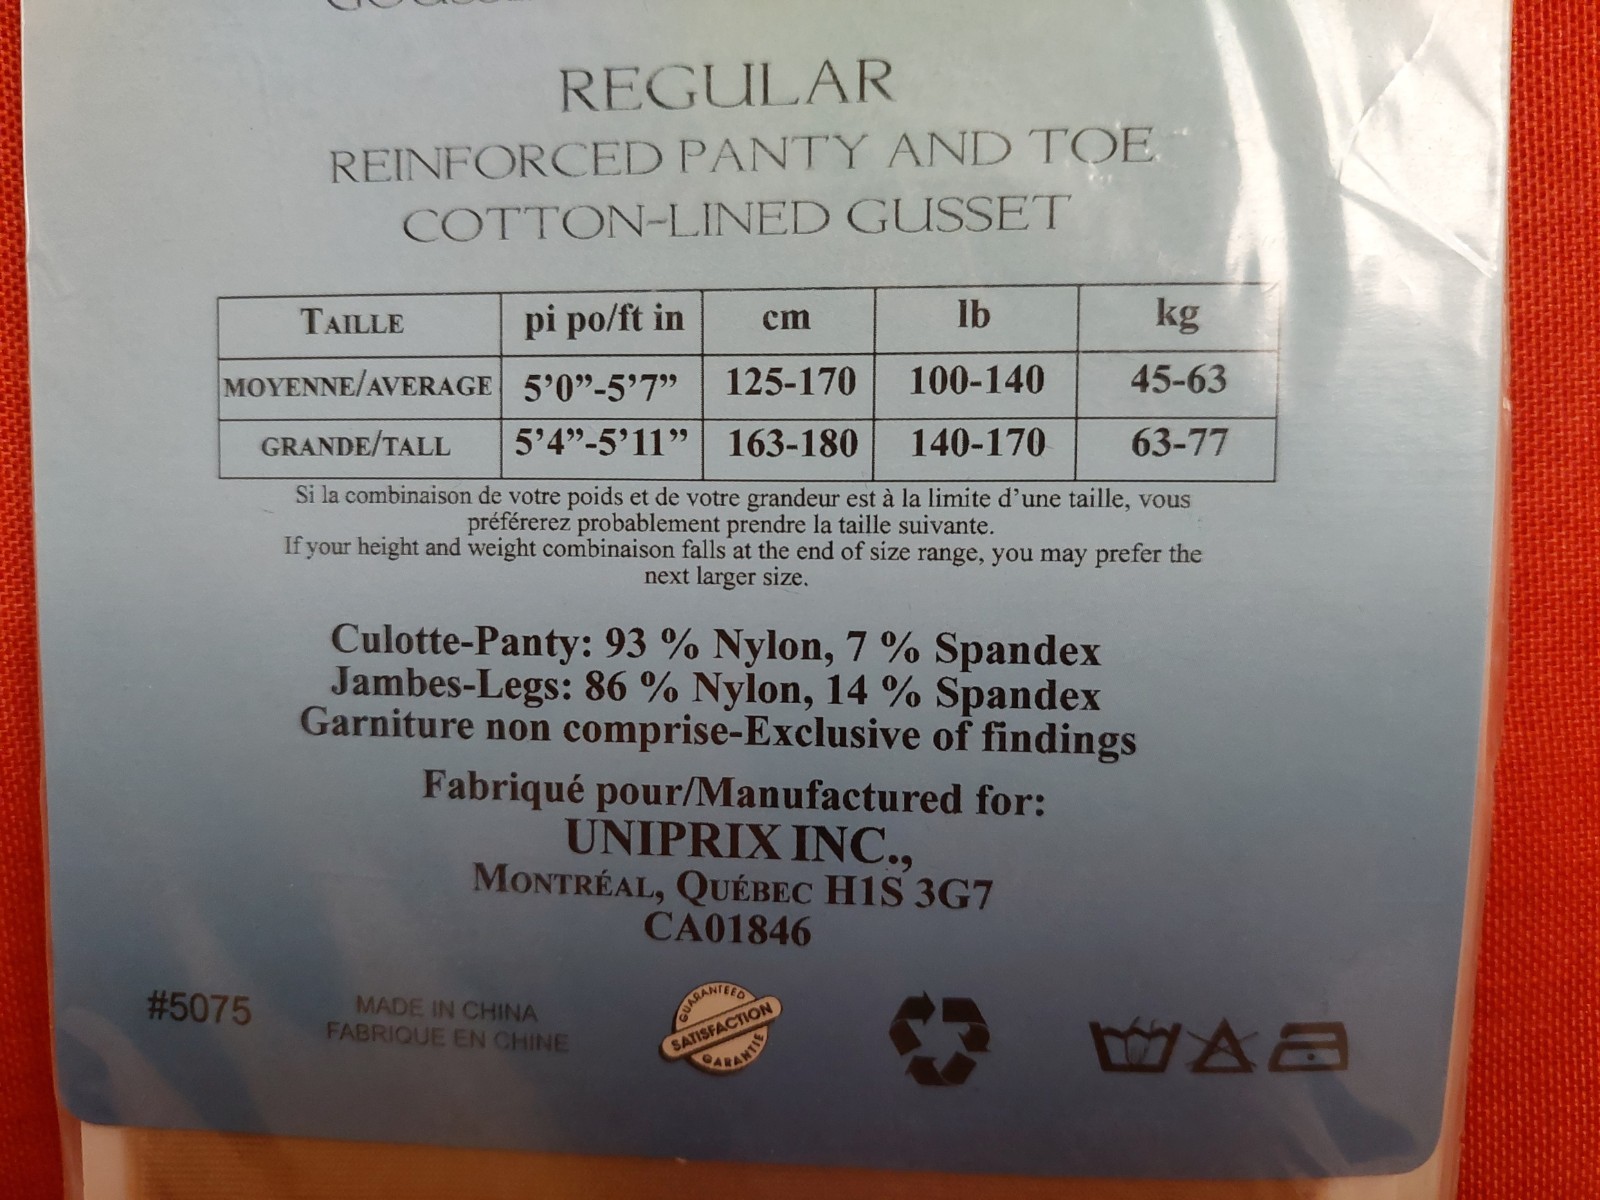 REGULAR
REINFORCED PANTY AND TOE
COTTON-LINED GUSSET
TAILLE pi po/ft in cm lb kg
MOYENNE/AVERAGE 5’0”-5’7” 125-170 100-140 45-63
GRANDE/TALL 5’4”-5’11” 163-180 140-170 63-77
Si la combinaison de votre poids et de votre grandeur est à la limite d’une taille, vous
préférerez probablement prendre la taille suivante.
If your height and weight combinaison falls at the end of size range, you may prefer the
next larger size.
Culotte-Panty: 93 % Nylon, 7 % Spandex
Jambes-Legs: 86 % Nylon, 14 % Spandex
Garniture non comprise-Exclusive of findings
Fabriqué pour/Manufactured for:
UNIPRIX INC.,
MONTRÉAL, QUÉBEC H1S 3G7
CA01846
#5075
MADE IN CHINA
FABRIQUE EN CHINE
GUARANTEED
SATISFACTION
GARANTIE